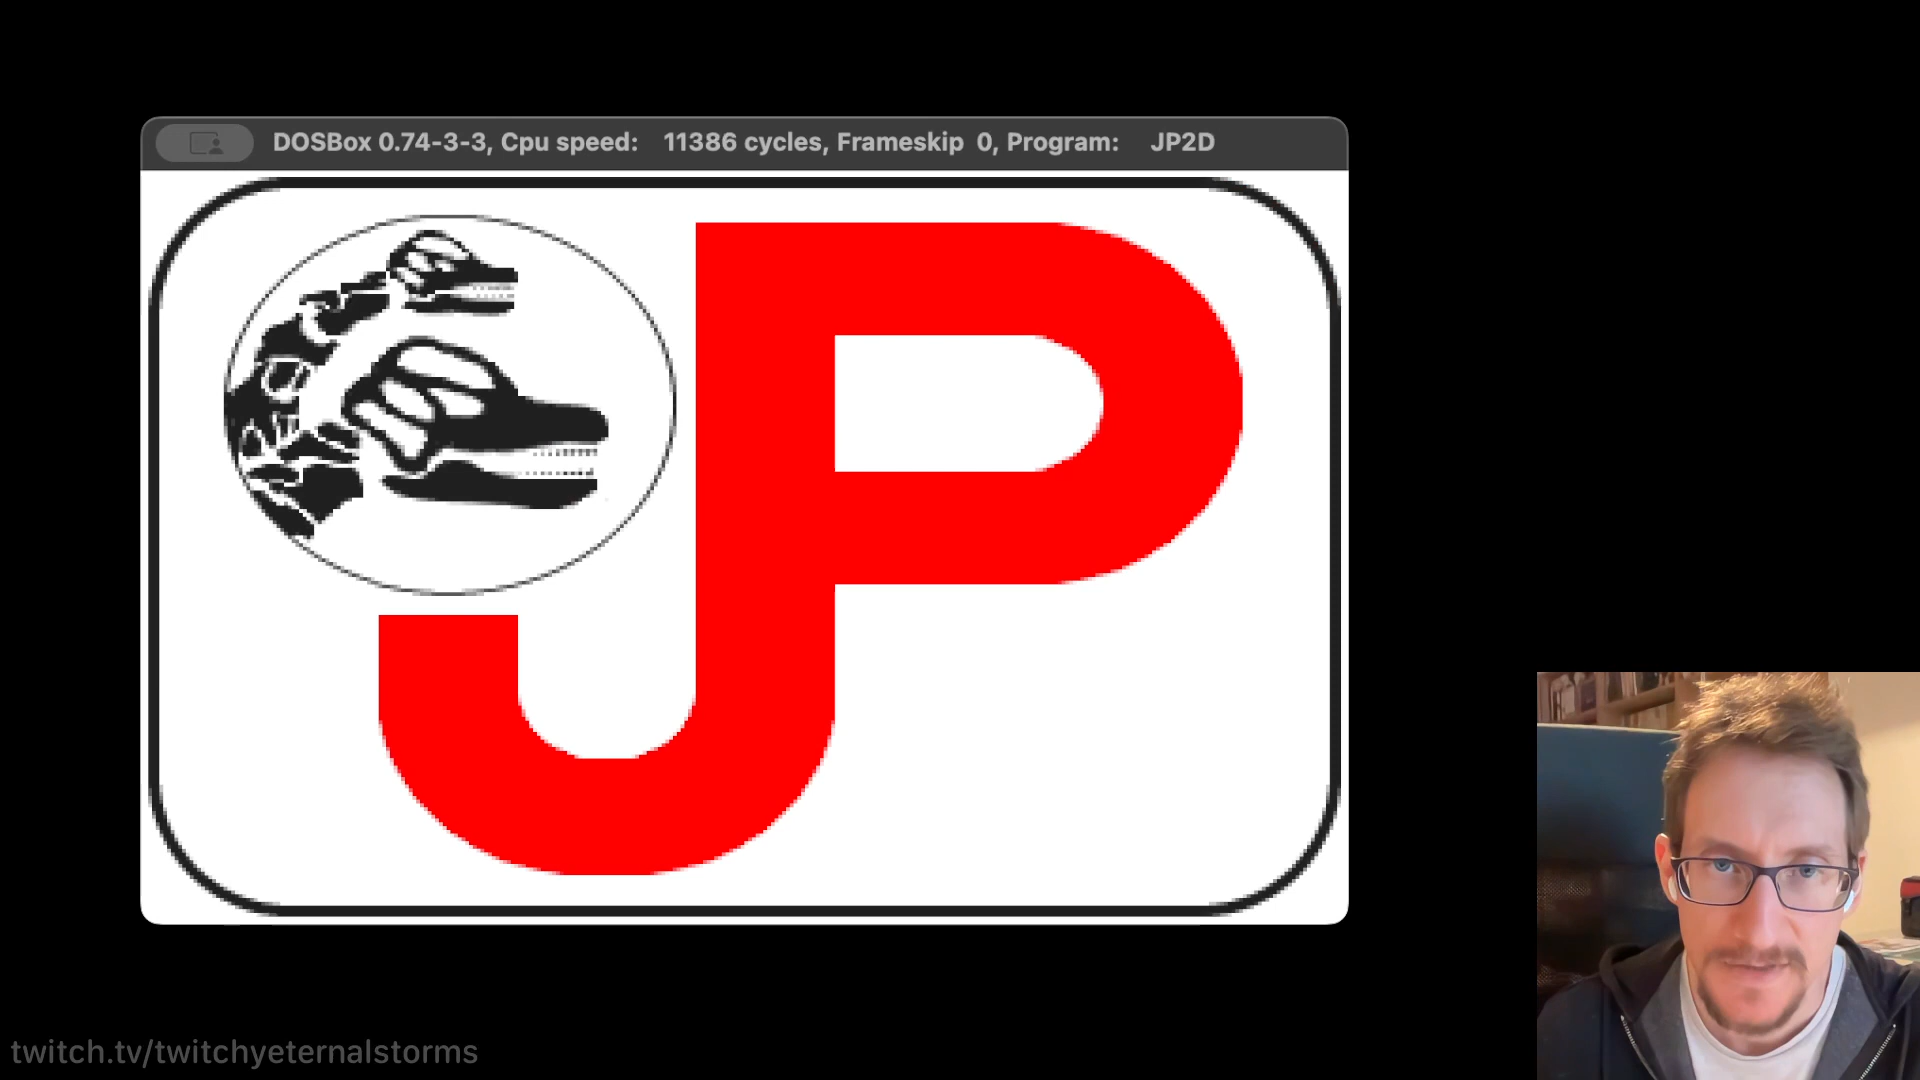 DOSBox 0.74-3-3, Cpu speed: 11386 cycles, Frameskip 0, Program: JP2D
JP
twitch.tv/twitchyeternalstorms